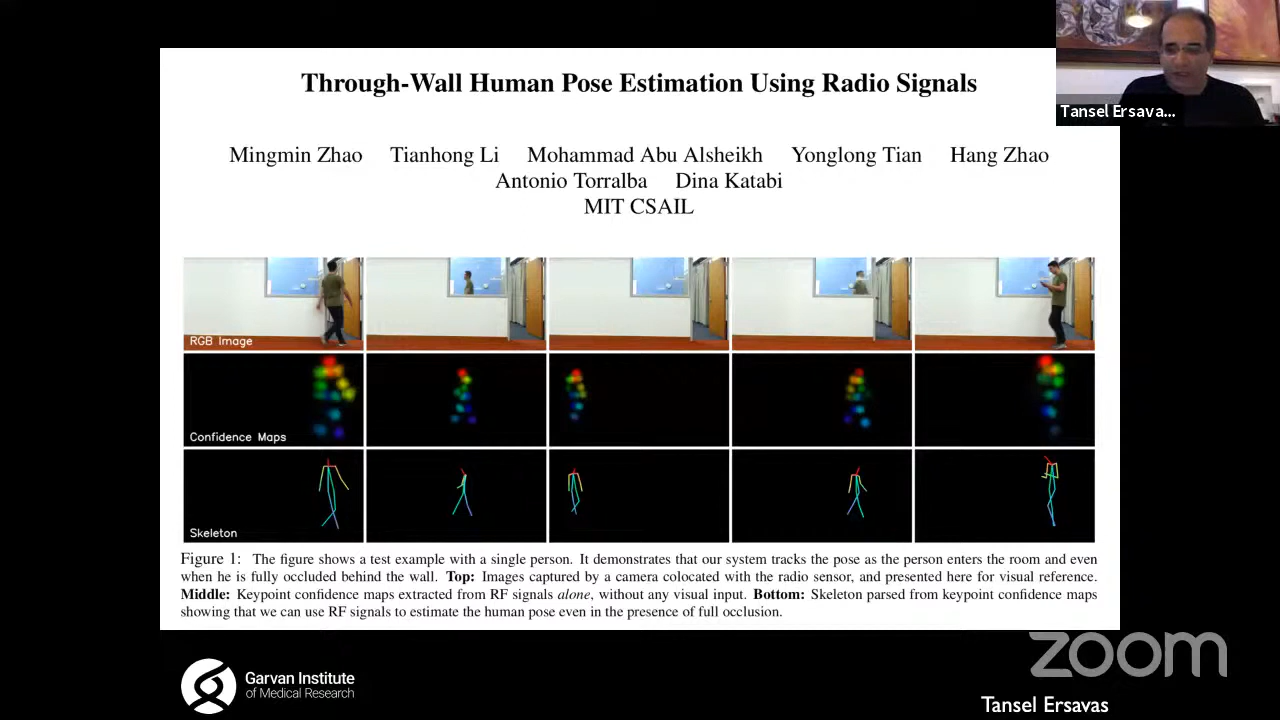 Through-Wall Human Pose Estimation Using Radio Signals
Tansel Ersava...
Mingmin Zhao Tianhong Li Mohammad Abu Alsheikh Yonglong Tian Hang Zhao
Antonio Torralba Dina Katabi
MIT CSAIL
RGB Image
Confidence Maps
Skeleton
Figure 1: The figure shows a test example with a single person. It demonstrates that our system tracks the pose as the person enters the room and even
when he is fully occluded behind the wall. Top: Images captured by a camera colocated with the radio sensor, and presented here for visual reference.
Middle: Keypoint confidence maps extracted from RF signals alone, without any visual input. Bottom: Skeleton parsed from keypoint confidence maps
showing that we can use RF signals to estimate the human pose even in the presence of full occlusion.
zoom
Garvan Institute
of Medical Research
Tansel Ersavas